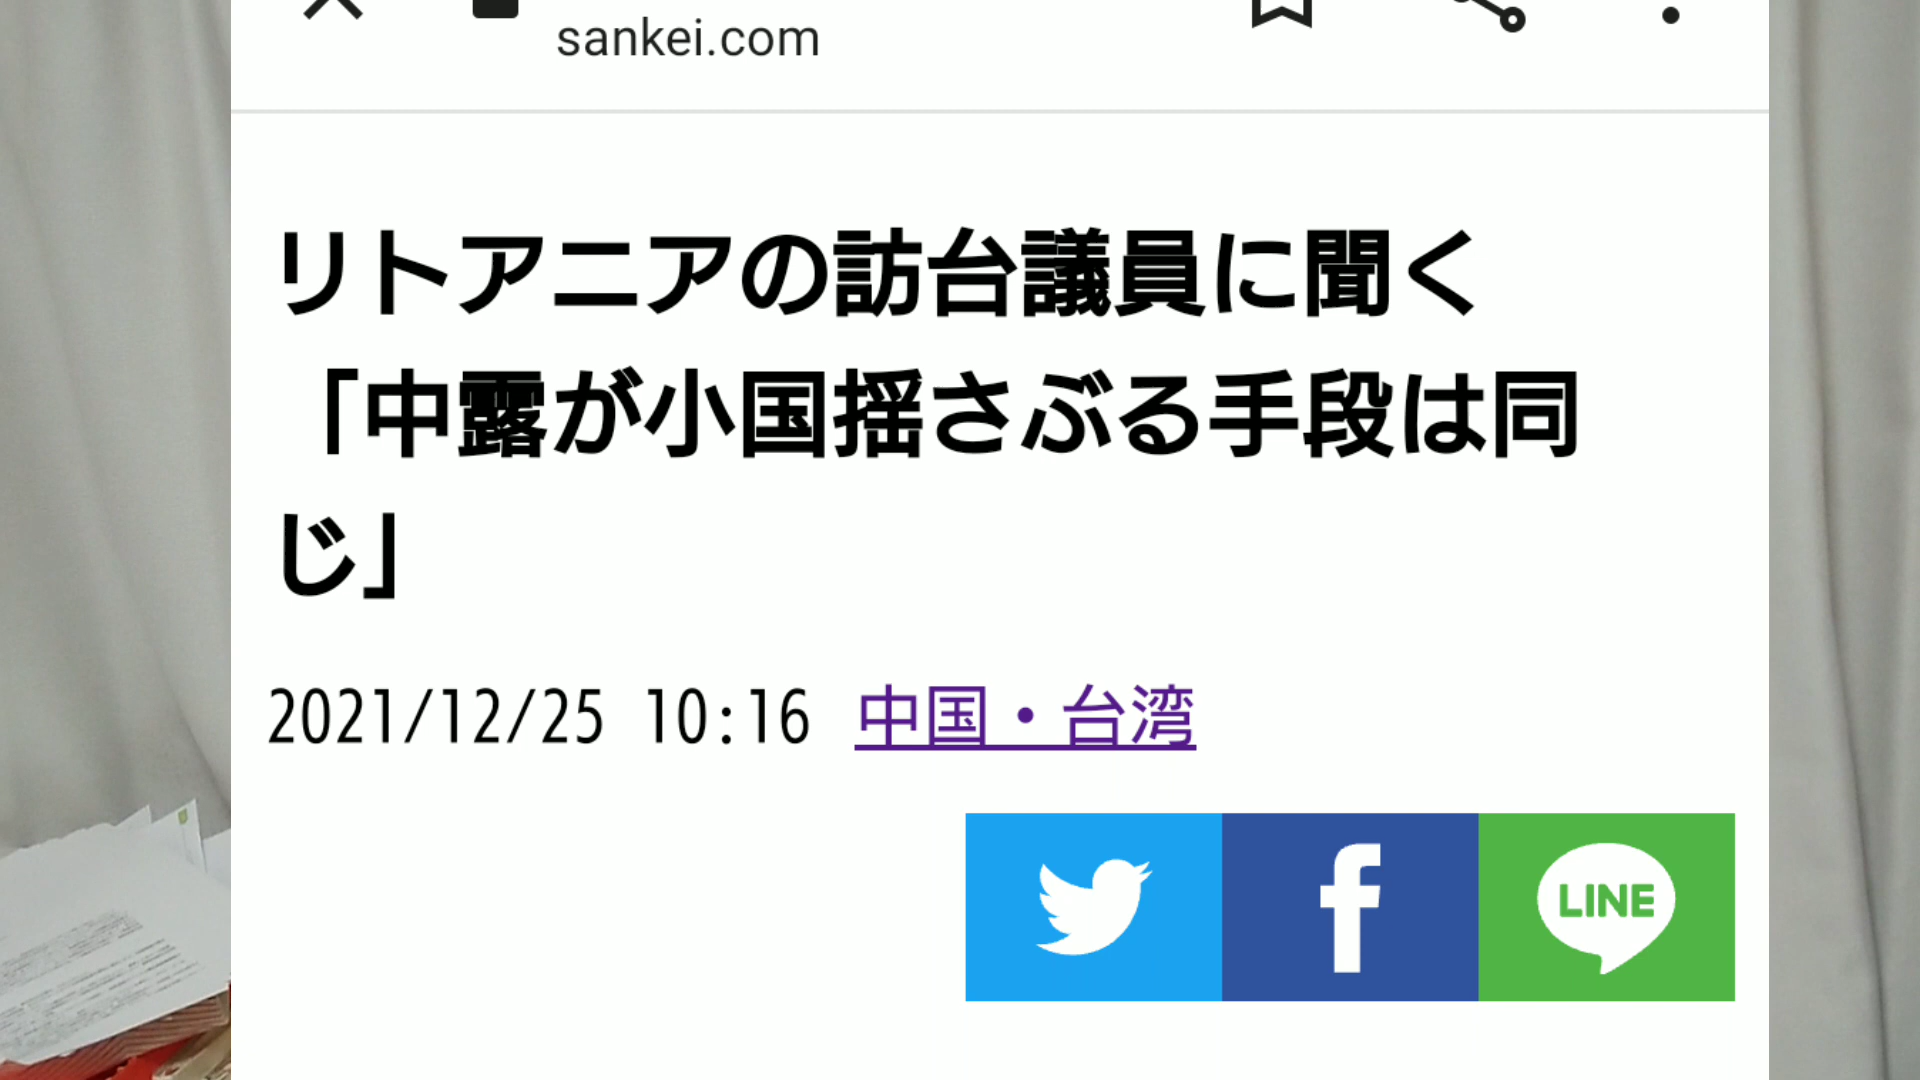 sankei.com
リトアニアの訪台議員に聞く
「中露が小国揺さぶる手段は同
じ」
2021/12/25 10:16 中国・台湾
LINE